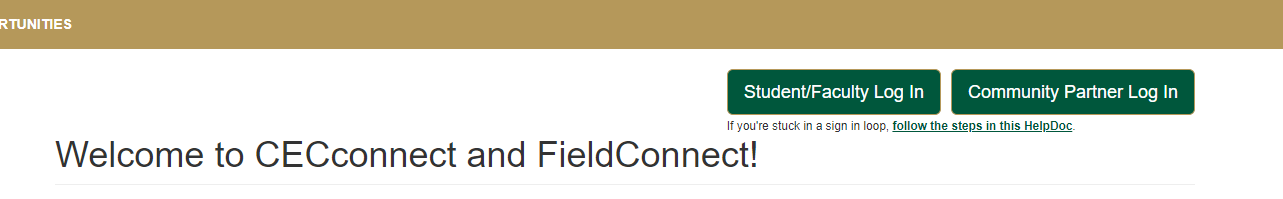 RTUNITIES
Student/Faculty Log In
Community Partner Log In
If you're stuck in a sign in loop, follow the steps in this HelpDoc.
Welcome to CECconnect and FieldConnect!